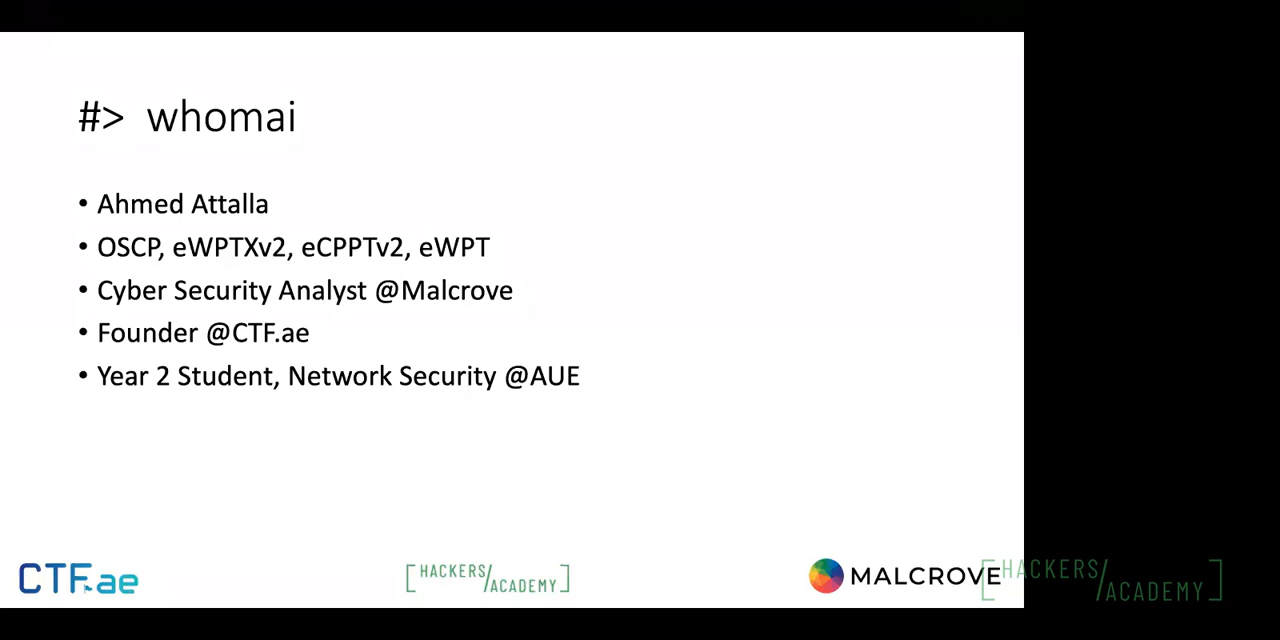 #> whomai
• Ahmed Attalla
• OSCP, eWPTXv2, eCPPTv2, eWPT
• Cyber Security Analyst @Malcrove
• Founder @CTF.ae
• Year 2 Student, Network Security @AUE
CTF.ae
[HACKERS/ACADEMY]
MALCROVE
[HACKERS/ACADEMY]